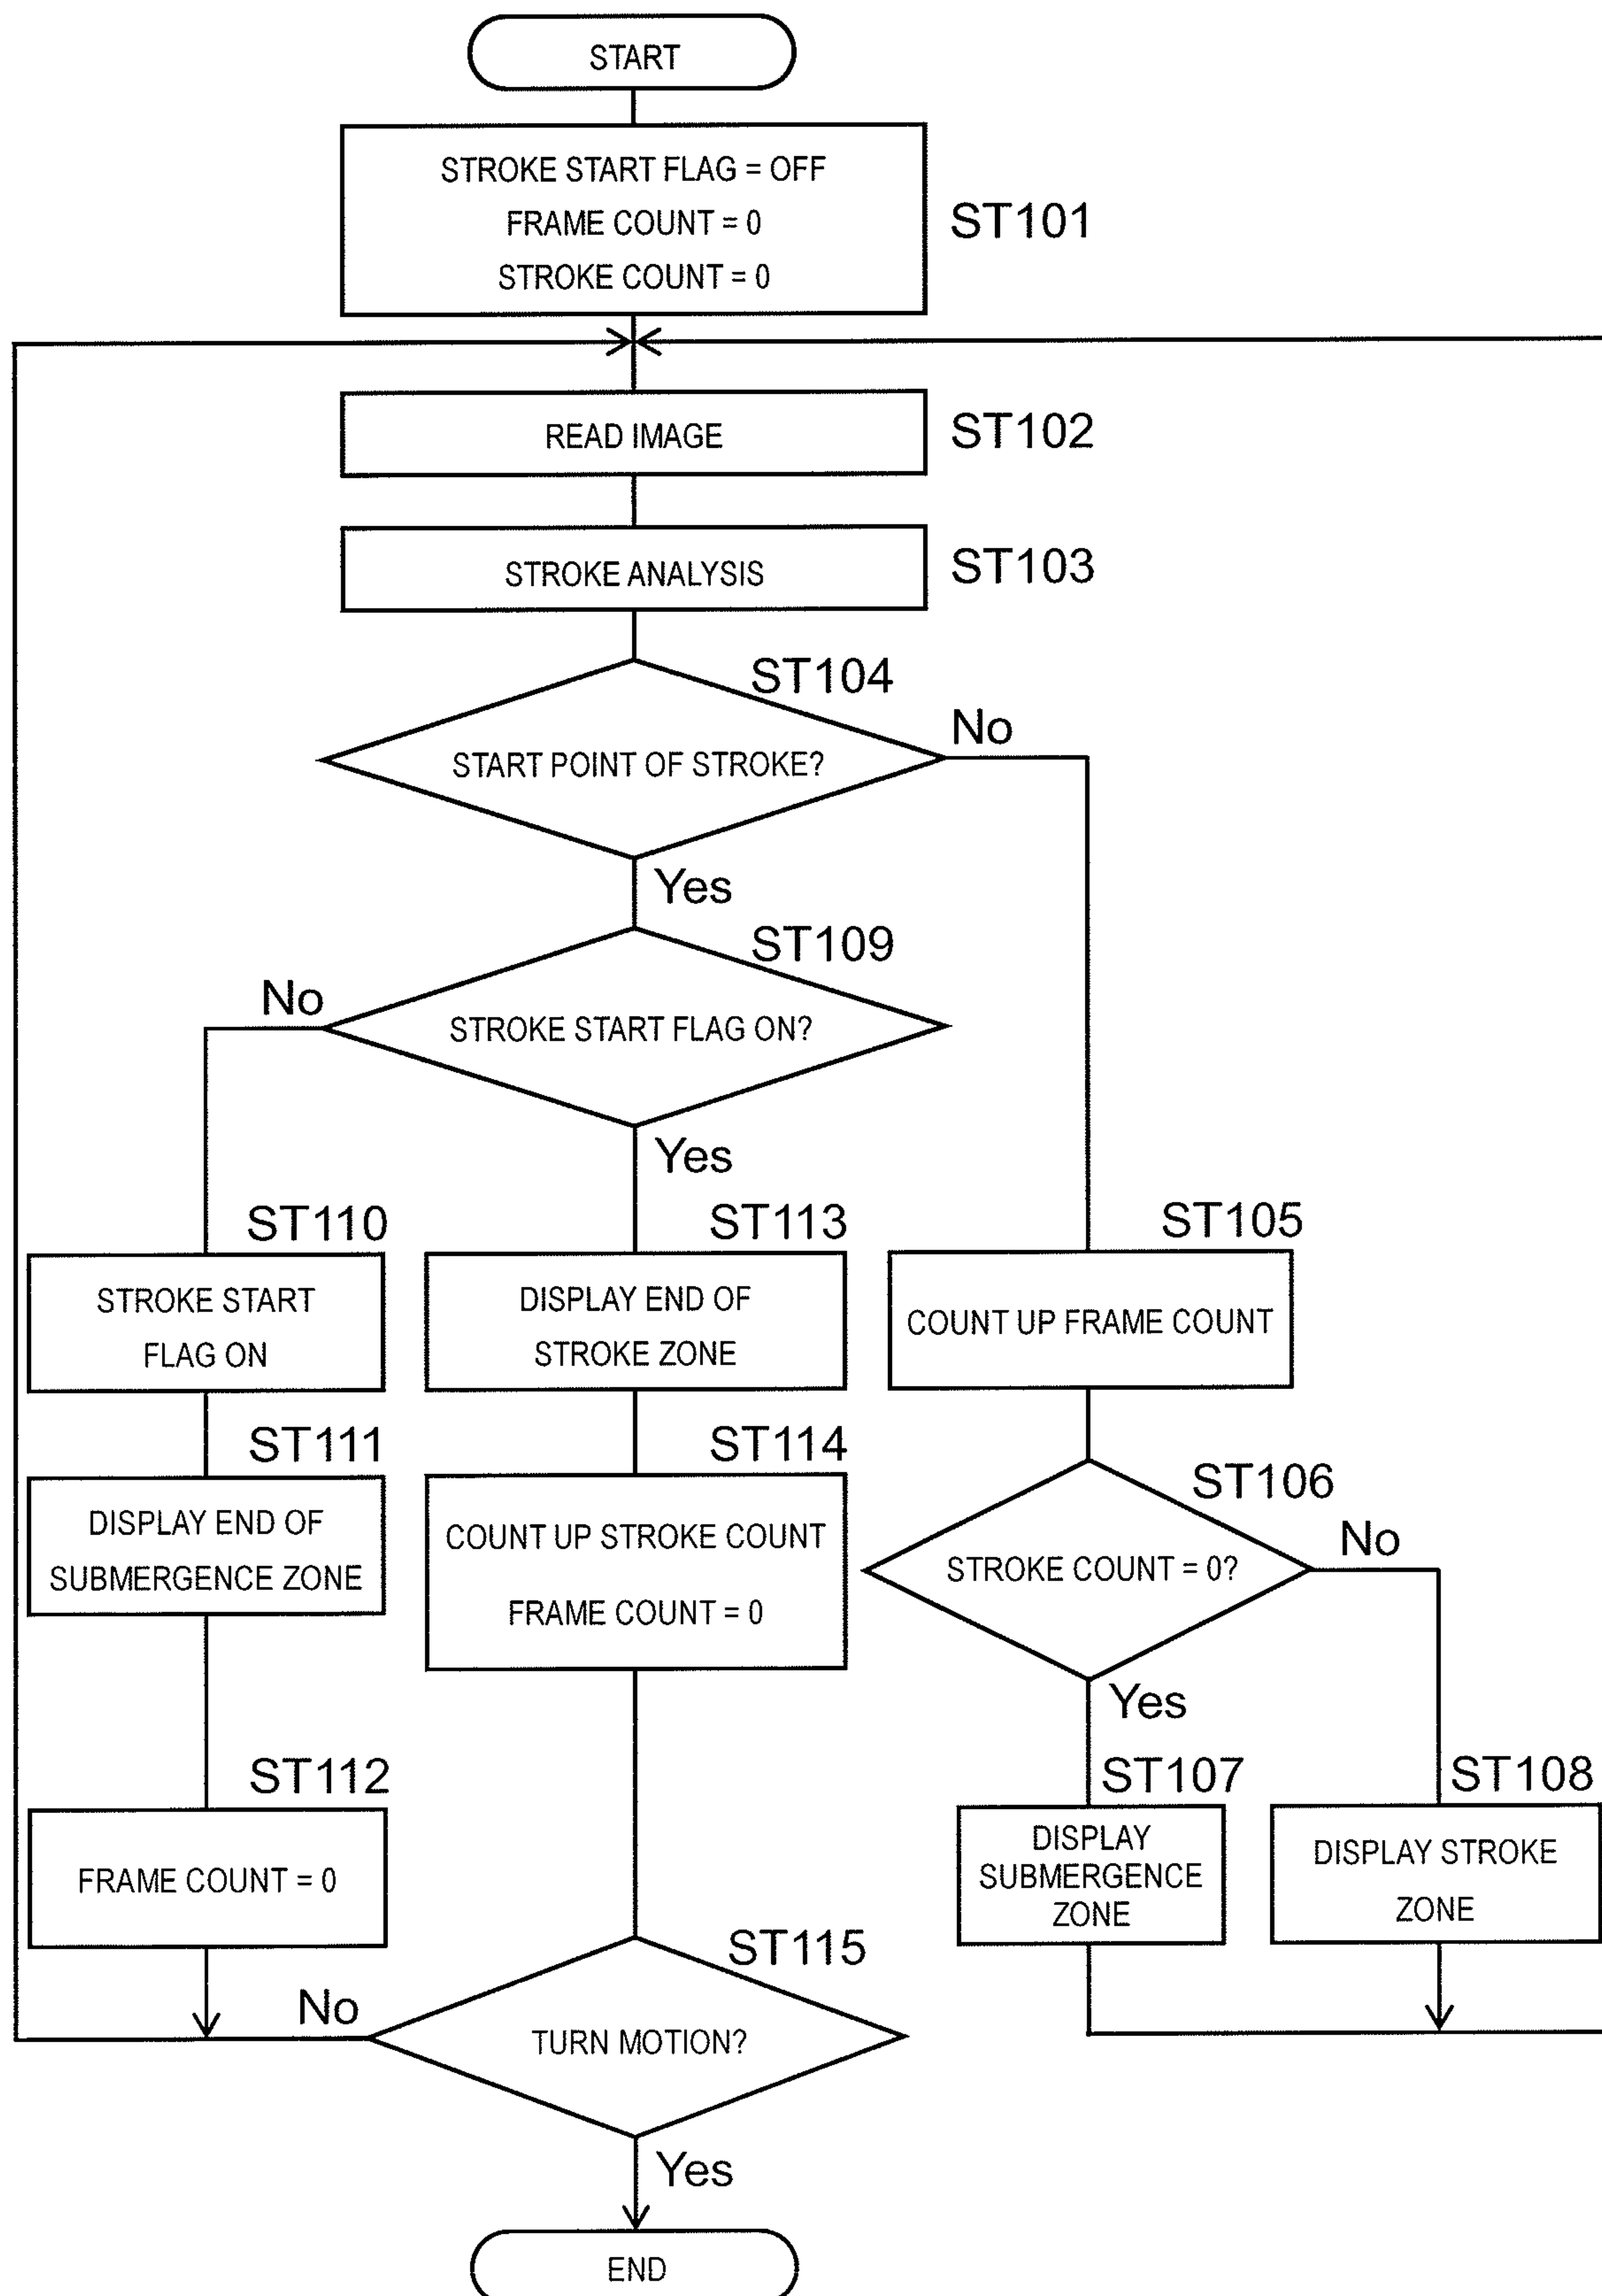 START
STROKE START FLAG = OFF
FRAME COUNT = 0
STROKE COUNT = 0
ST101
READ IMAGE
ST102
STROKE ANALYSIS
ST103
ST104
START POINT OF STROKE?
No
Yes
ST109
STROKE START FLAG ON?
No
Yes
ST110
STROKE START
FLAG ON
ST111
DISPLAY END OF
SUBMERGENCE ZONE
ST112
FRAME COUNT = 0
ST113
DISPLAY END OF
STROKE ZONE
ST114
COUNT UP STROKE COUNT
FRAME COUNT = 0
ST105
COUNT UP FRAME COUNT
ST106
STROKE COUNT = 0?
No
Yes
ST107
DISPLAY
SUBMERGENCE
ZONE
ST108
DISPLAY STROKE
ZONE
ST115
TURN MOTION?
No
Yes
END